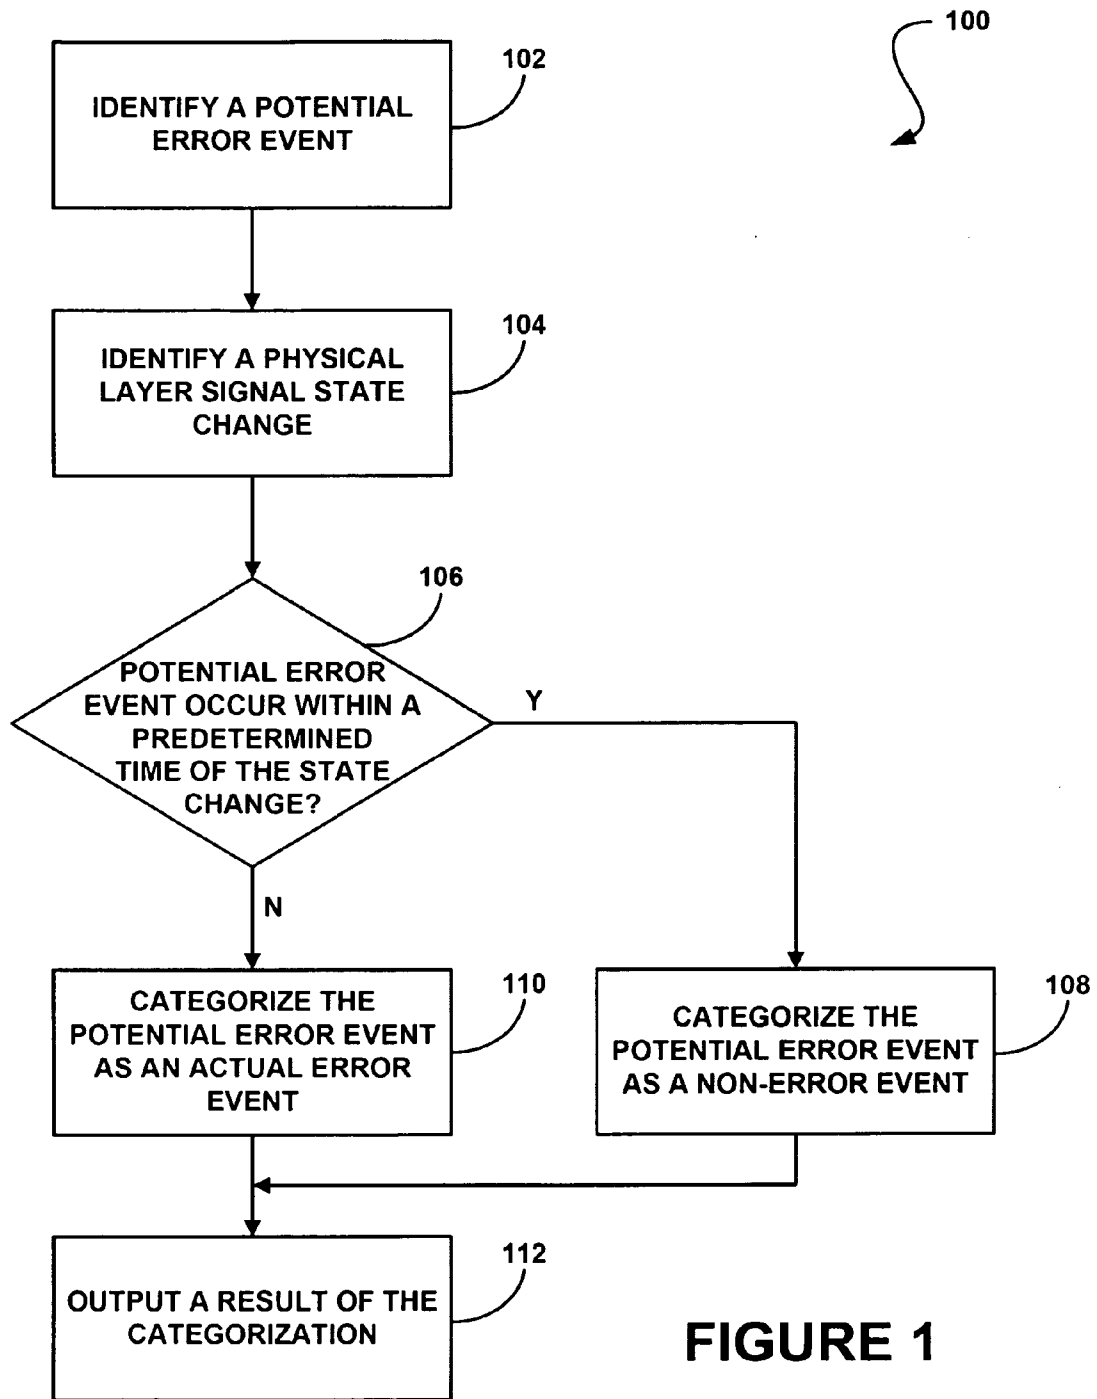 100
102
IDENTIFY A POTENTIAL
ERROR EVENT
104
IDENTIFY A PHYSICAL
LAYER SIGNAL STATE
CHANGE
106
POTENTIAL ERROR
EVENT OCCUR WITHIN A
PREDETERMINED
TIME OF THE STATE
CHANGE?
Y
N
110
CATEGORIZE THE
POTENTIAL ERROR EVENT
AS AN ACTUAL ERROR
EVENT
108
CATEGORIZE THE
POTENTIAL ERROR EVENT
AS A NON-ERROR EVENT
112
OUTPUT A RESULT OF THE
CATEGORIZATION
FIGURE 1